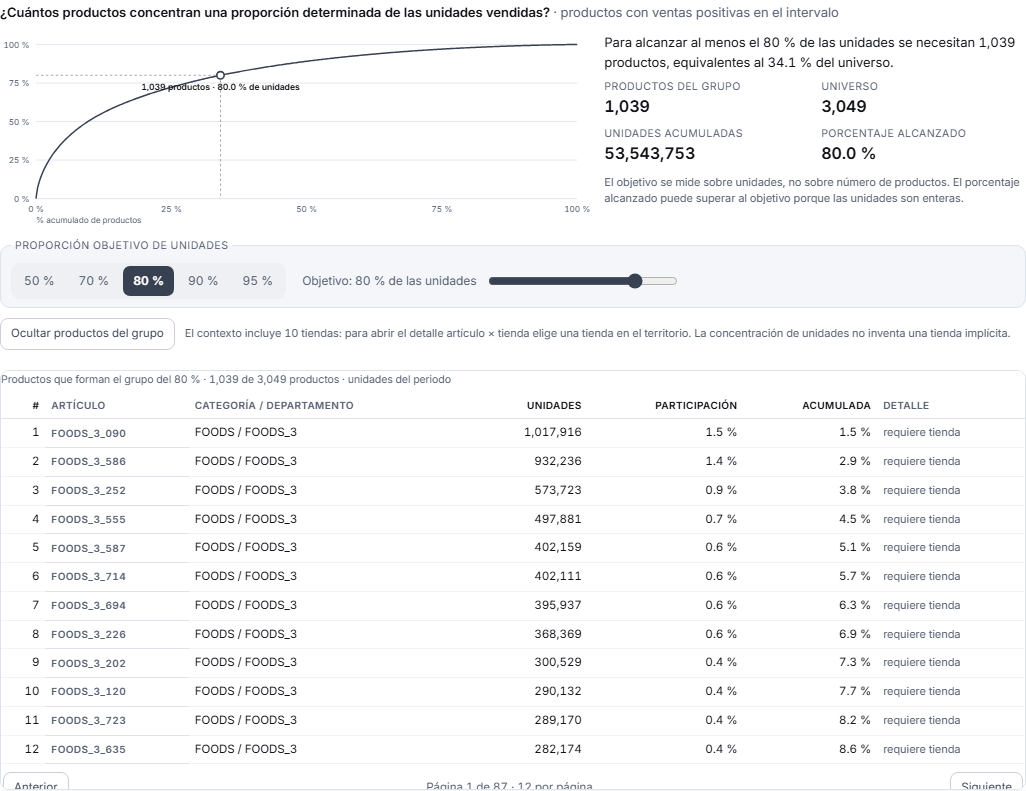 ¿Cuántos productos concentran una proporción determinada de las unidades vendidas? · productos con ventas positivas en el intervalo
100 %
75 %
50 %
25 %
0 %
1,039 productos · 80.0 % de unidades
0 % 25 % 50 % 75 % 100 %
% acumulado de productos
Para alcanzar al menos el 80 % de las unidades se necesitan 1,039
productos, equivalentes al 34.1 % del universo.
PRODUCTOS DEL GRUPO UNIVERSO
1,039 3,049
UNIDADES ACUMULADAS PORCENTAJE ALCANZADO
53,543,753 80.0 %
El objetivo se mide sobre unidades, no sobre número de productos. El porcentaje
alcanzado puede superar al objetivo porque las unidades son enteras.
PROPORCIÓN OBJETIVO DE UNIDADES
50 % 70 % 80 % 90 % 95 % Objetivo: 80 % de las unidades
Ocultar productos del grupo El contexto incluye 10 tiendas: para abrir el detalle artículo × tienda elige una tienda en el territorio. La concentración de unidades no inventa una tienda implícita.
Productos que forman el grupo del 80 % · 1,039 de 3,049 productos · unidades del periodo
# ARTÍCULO CATEGORÍA / DEPARTAMENTO UNIDADES PARTICIPACIÓN ACUMULADA DETALLE
1 FOODS_3_090 FOODS / FOODS_3 1,017,916 1.5 % 1.5 % requiere tienda
2 FOODS_3_586 FOODS / FOODS_3 932,236 1.4 % 2.9 % requiere tienda
3 FOODS_3_252 FOODS / FOODS_3 573,723 0.9 % 3.8 % requiere tienda
4 FOODS_3_555 FOODS / FOODS_3 497,881 0.7 % 4.5 % requiere tienda
5 FOODS_3_587 FOODS / FOODS_3 402,159 0.6 % 5.1 % requiere tienda
6 FOODS_3_714 FOODS / FOODS_3 402,111 0.6 % 5.7 % requiere tienda
7 FOODS_3_694 FOODS / FOODS_3 395,937 0.6 % 6.3 % requiere tienda
8 FOODS_3_226 FOODS / FOODS_3 368,369 0.6 % 6.9 % requiere tienda
9 FOODS_3_202 FOODS / FOODS_3 300,529 0.4 % 7.3 % requiere tienda
10 FOODS_3_120 FOODS / FOODS_3 290,132 0.4 % 7.7 % requiere tienda
11 FOODS_3_723 FOODS / FOODS_3 289,170 0.4 % 8.2 % requiere tienda
12 FOODS_3_635 FOODS / FOODS_3 282,174 0.4 % 8.6 % requiere tienda
Anterior Página 1 de 87 · 12 por página Siguiente